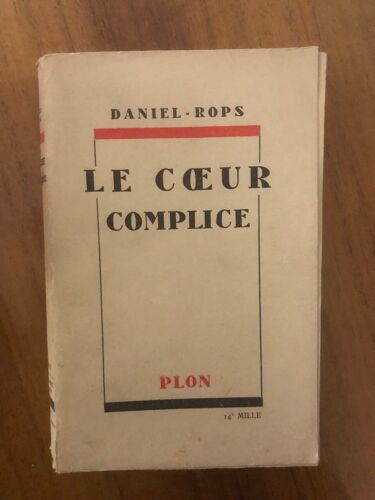 DANIEL-ROPS
LE CŒUR
COMPLICE
PLON
14e MILLE